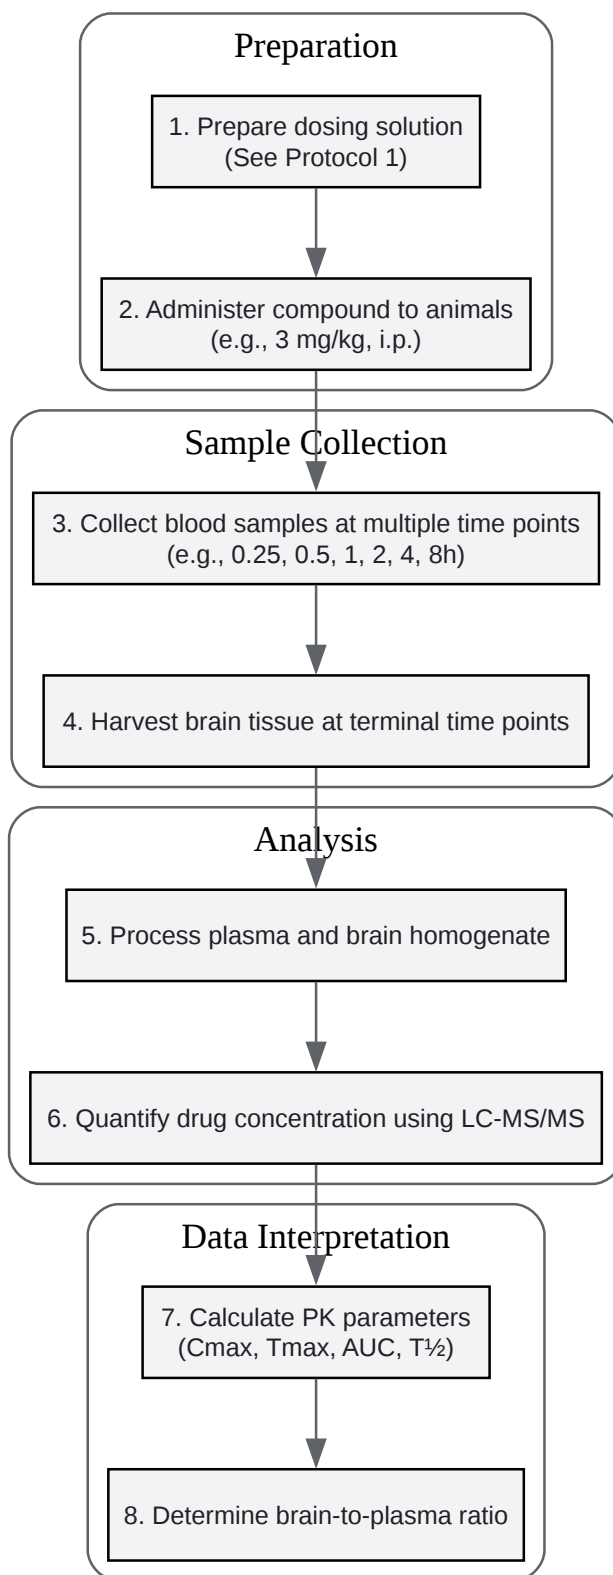 Preparation
1. Prepare dosing solution
(See Protocol 1)
2. Administer compound to animals
(e.g., 3 mg/kg, i.p.)
Sample Collection
3. Collect blood samples at multiple time points
(e.g., 0.25, 0.5, 1, 2, 4, 8h)
4. Harvest brain tissue at terminal time points
Analysis
5. Process plasma and brain homogenate
6. Quantify drug concentration using LC-MS/MS
Data Interpretation
7. Calculate PK parameters
(Cmax, Tmax, AUC, T½)
8. Determine brain-to-plasma ratio